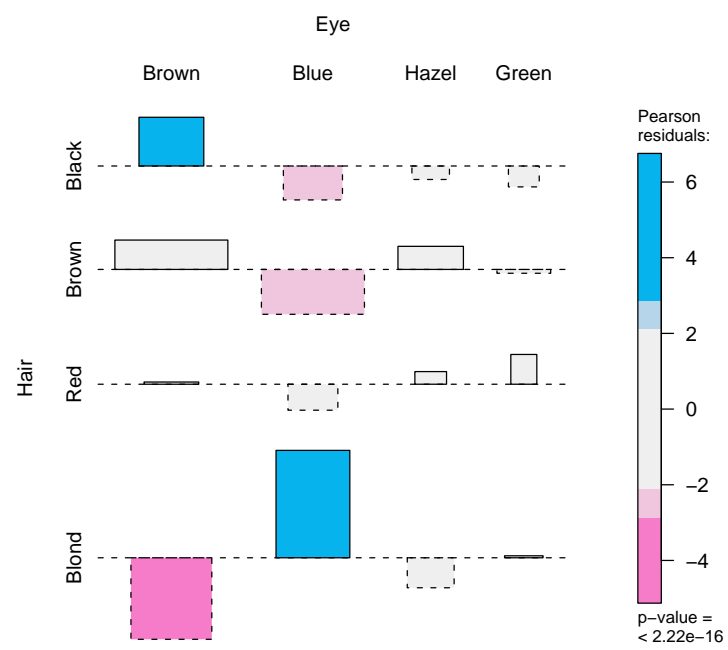 Eye
Brown Blue Hazel Green
Hair
Black
Brown
Red
Blond
Pearson
residuals:
6
4
2
0
−2
−4
p−value =
< 2.22e−16